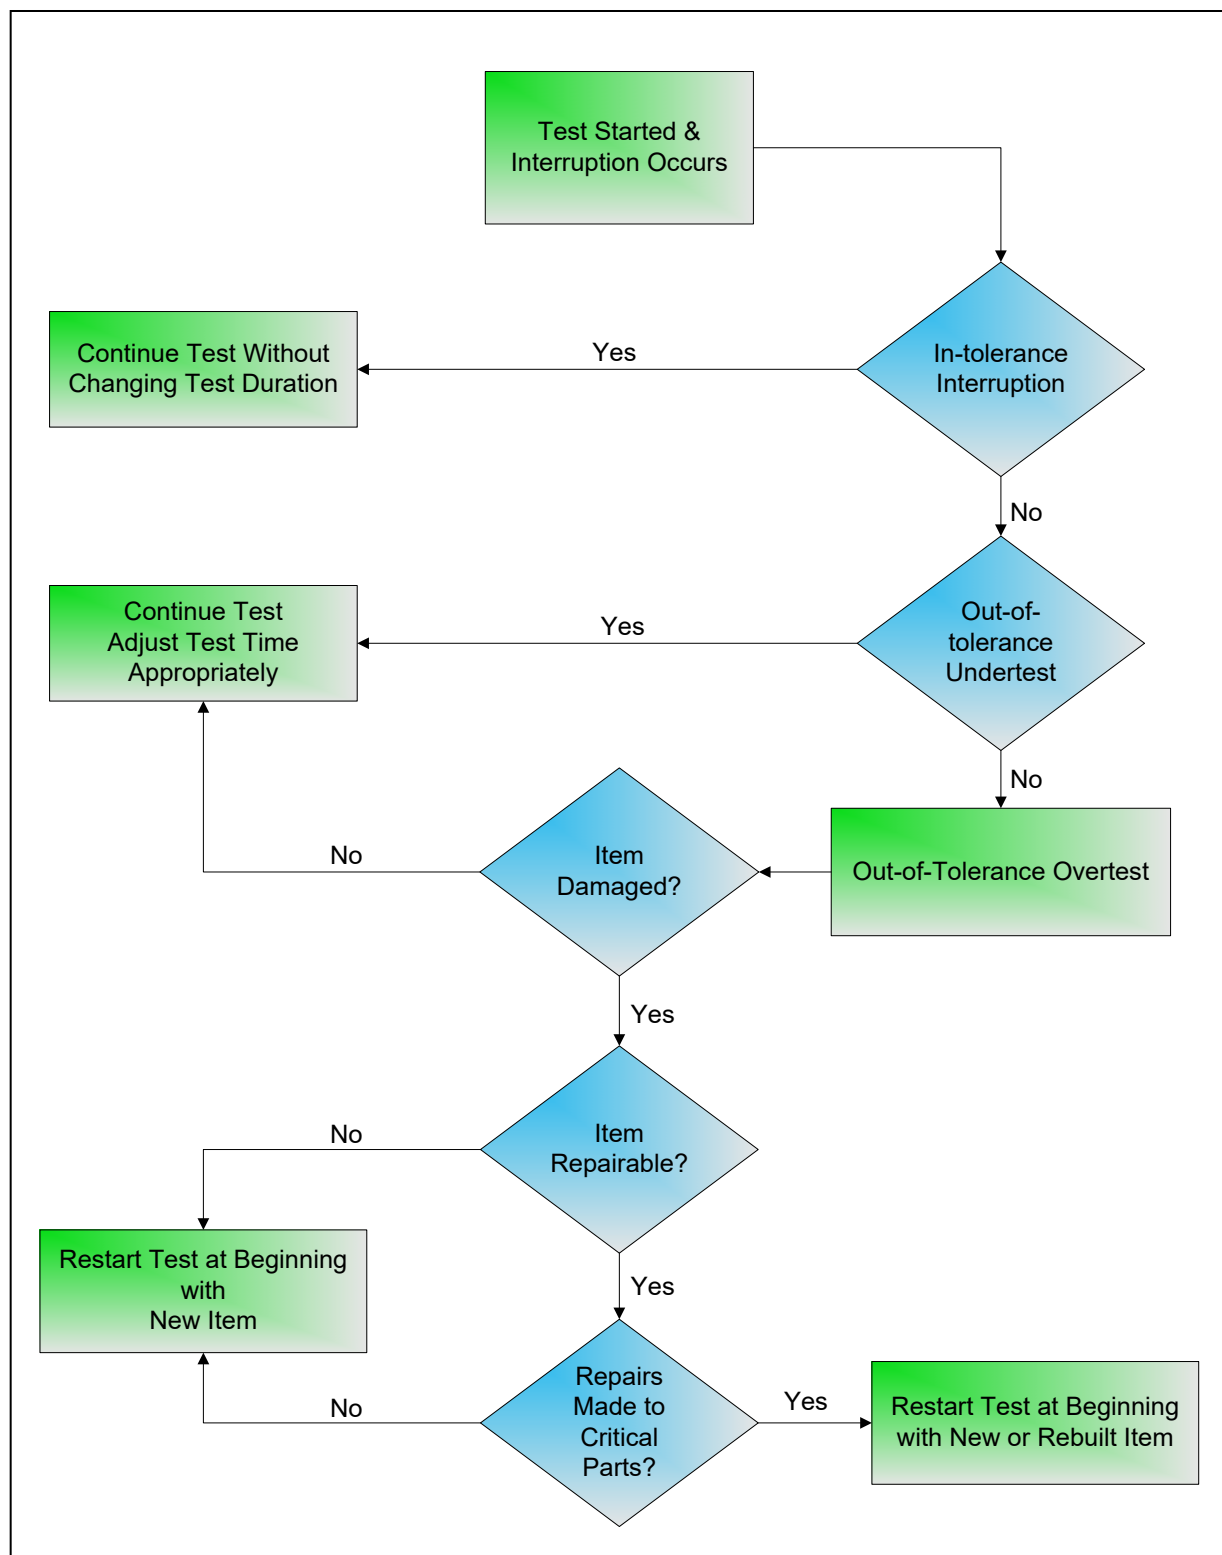 Test Started &
Interruption Occurs
In-tolerance
Interruption
Yes
Continue Test Without
Changing Test Duration
No
Out-of-
tolerance
Undertest
Yes
Continue Test
Adjust Test Time
Appropriately
No
Out-of-Tolerance Overtest
Item
Damaged?
No
Yes
Item
Repairable?
No
Restart Test at Beginning
with
New Item
Yes
Repairs
Made to
Critical
Parts?
No
Yes
Restart Test at Beginning
with New or Rebuilt Item